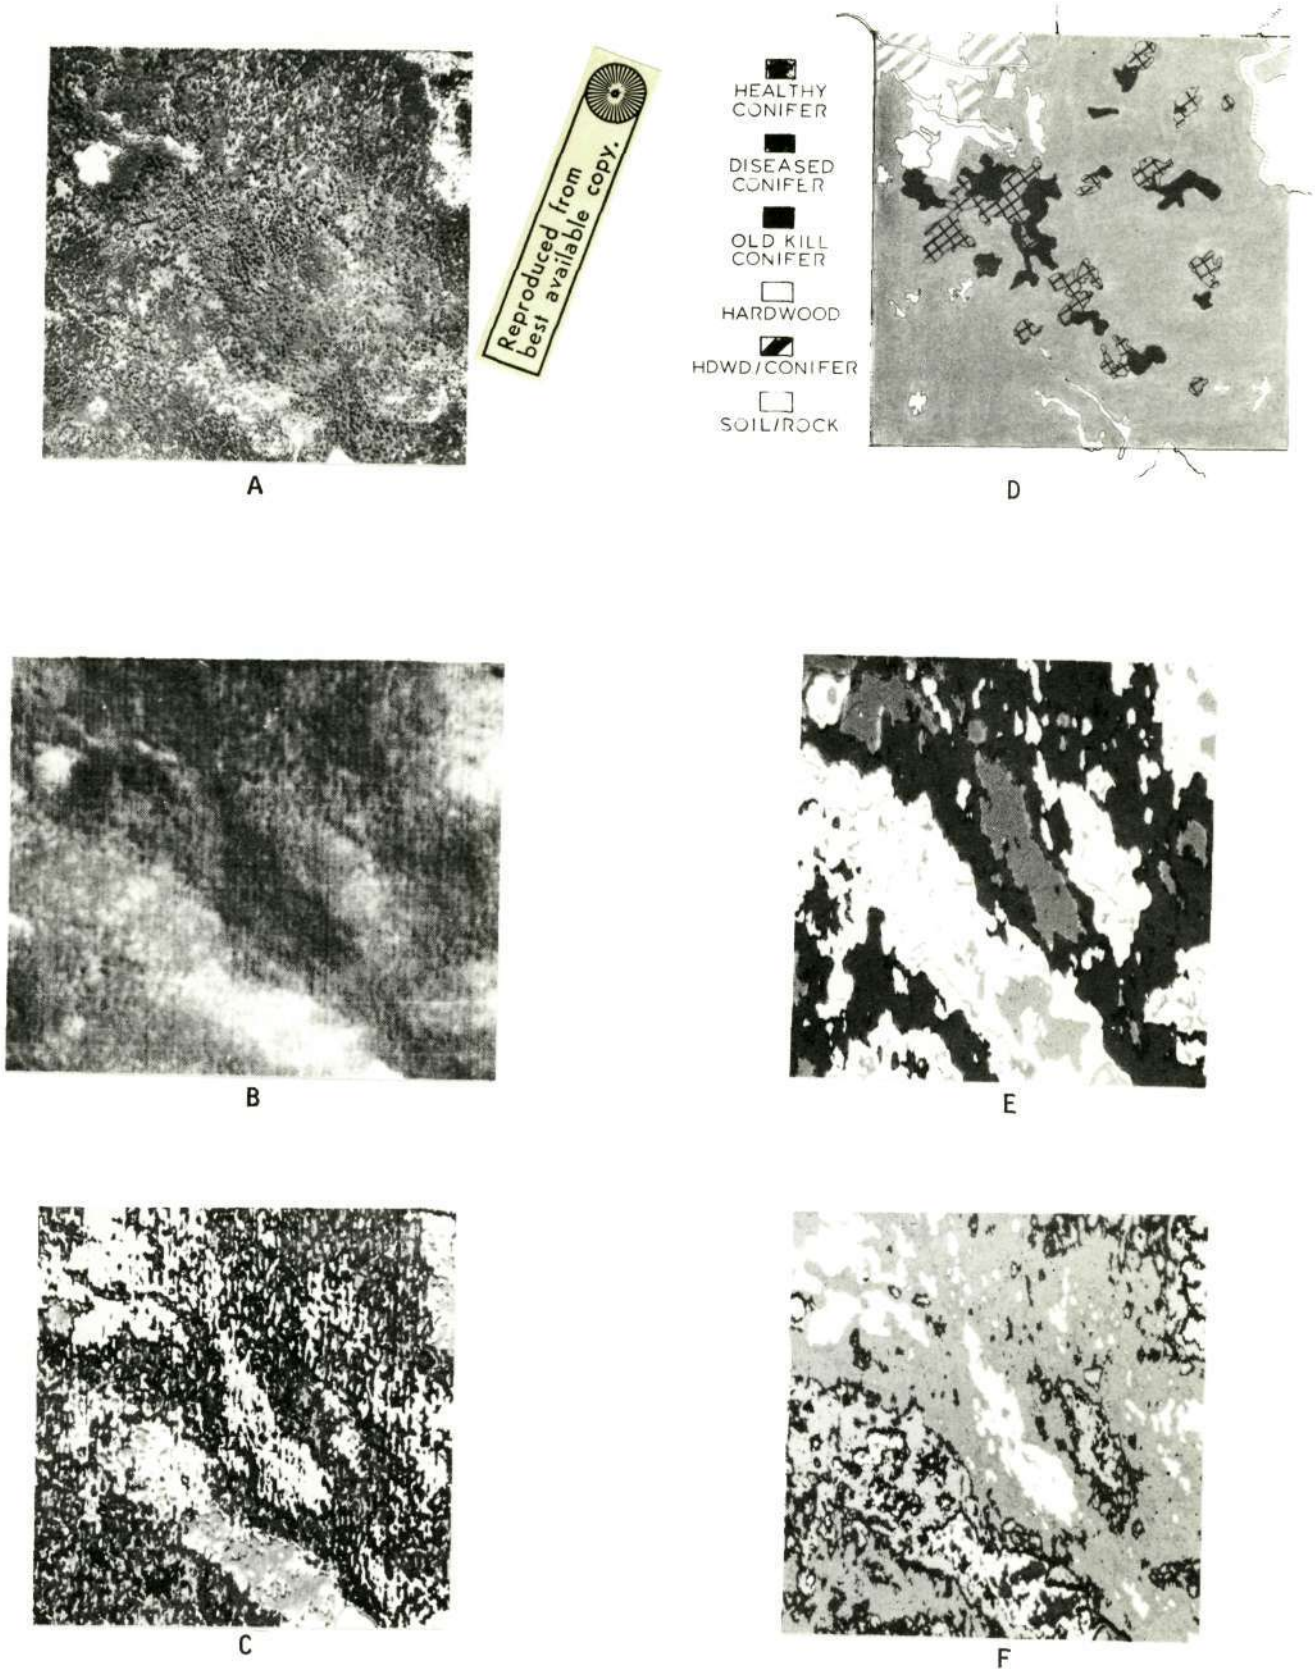 A
Reproduced from
best available copy.
HEALTHY
CONIFER
DISEASED
CONIFER
OLD KILL
CONIFER
HARDWOOD
HDWD/CONIFER
SOIL/ROCK
D
B
E
C
F